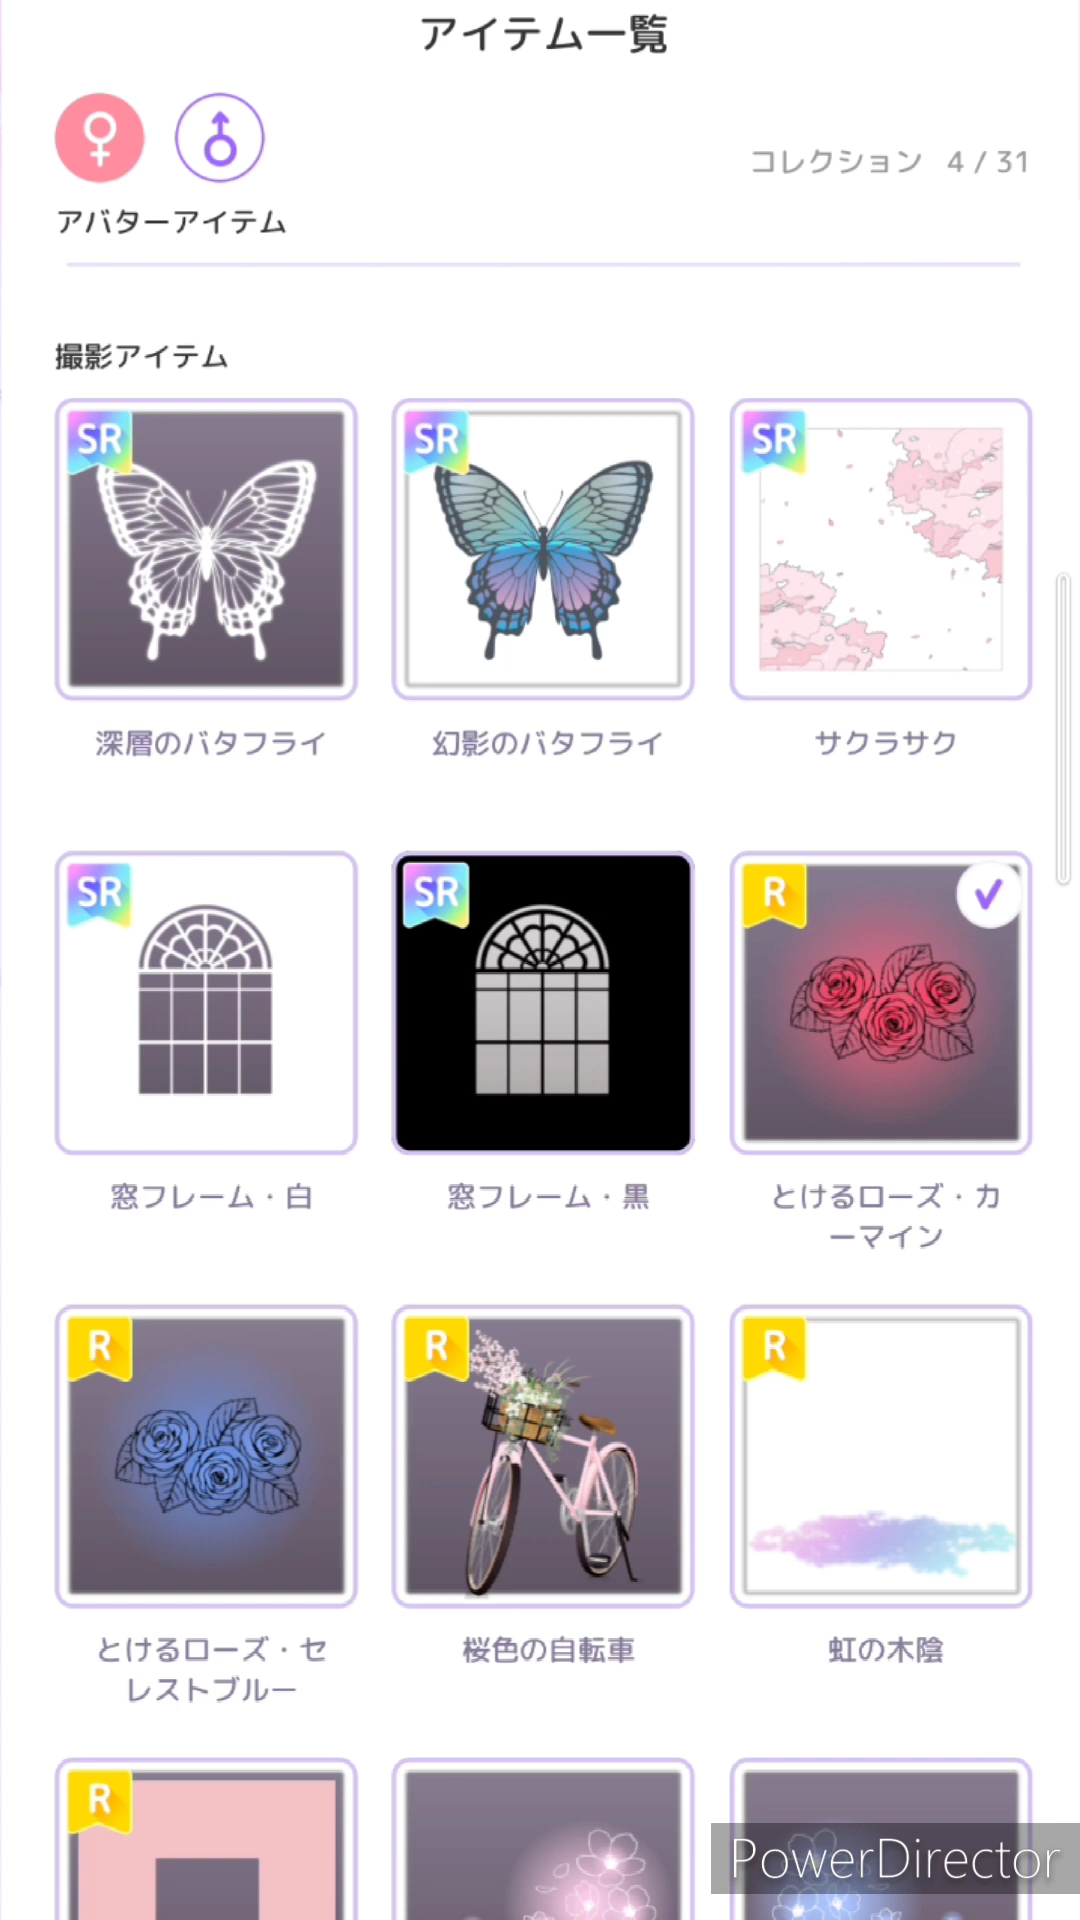 アイテム一覧
コレクション 4 / 31
アバターアイテム
撮影アイテム
SR
SR
SR
深層のバタフライ
幻影のバタフライ
サクラサク
SR
SR
R
窓フレーム・白
窓フレーム・黒
とけるローズ・カ
ーマイン
R
R
R
とけるローズ・セ
レストブルー
桜色の自転車
虹の木陰
R
PowerDirector